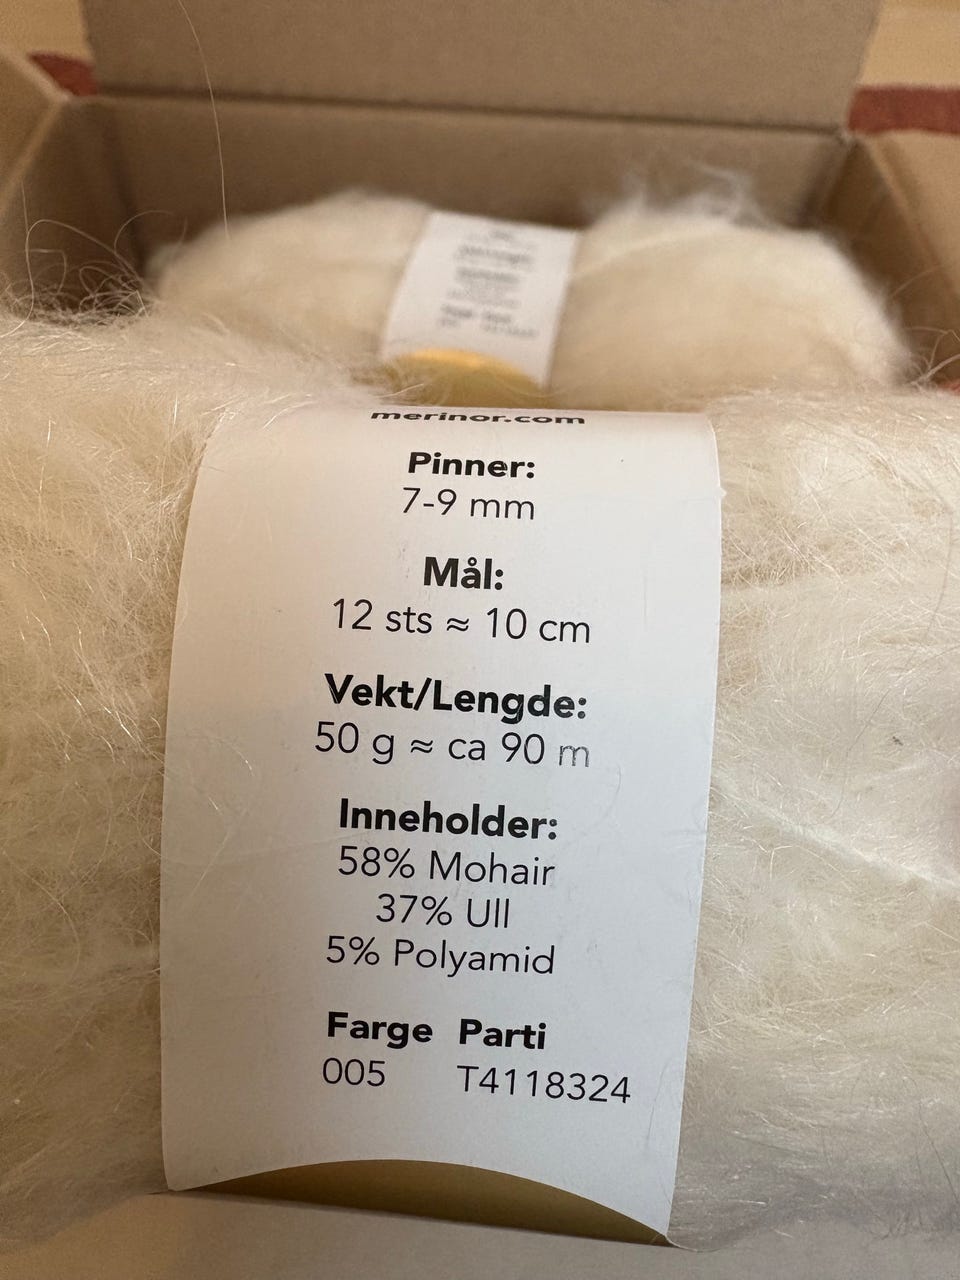 merinor.com
Pinner:
7-9 mm
Mål:
12 sts ≈ 10 cm
Vekt/Lengde:
50 g ≈ ca 90 m
Inneholder:
58% Mohair
37% Ull
5% Polyamid
Farge Parti
005 T4118324